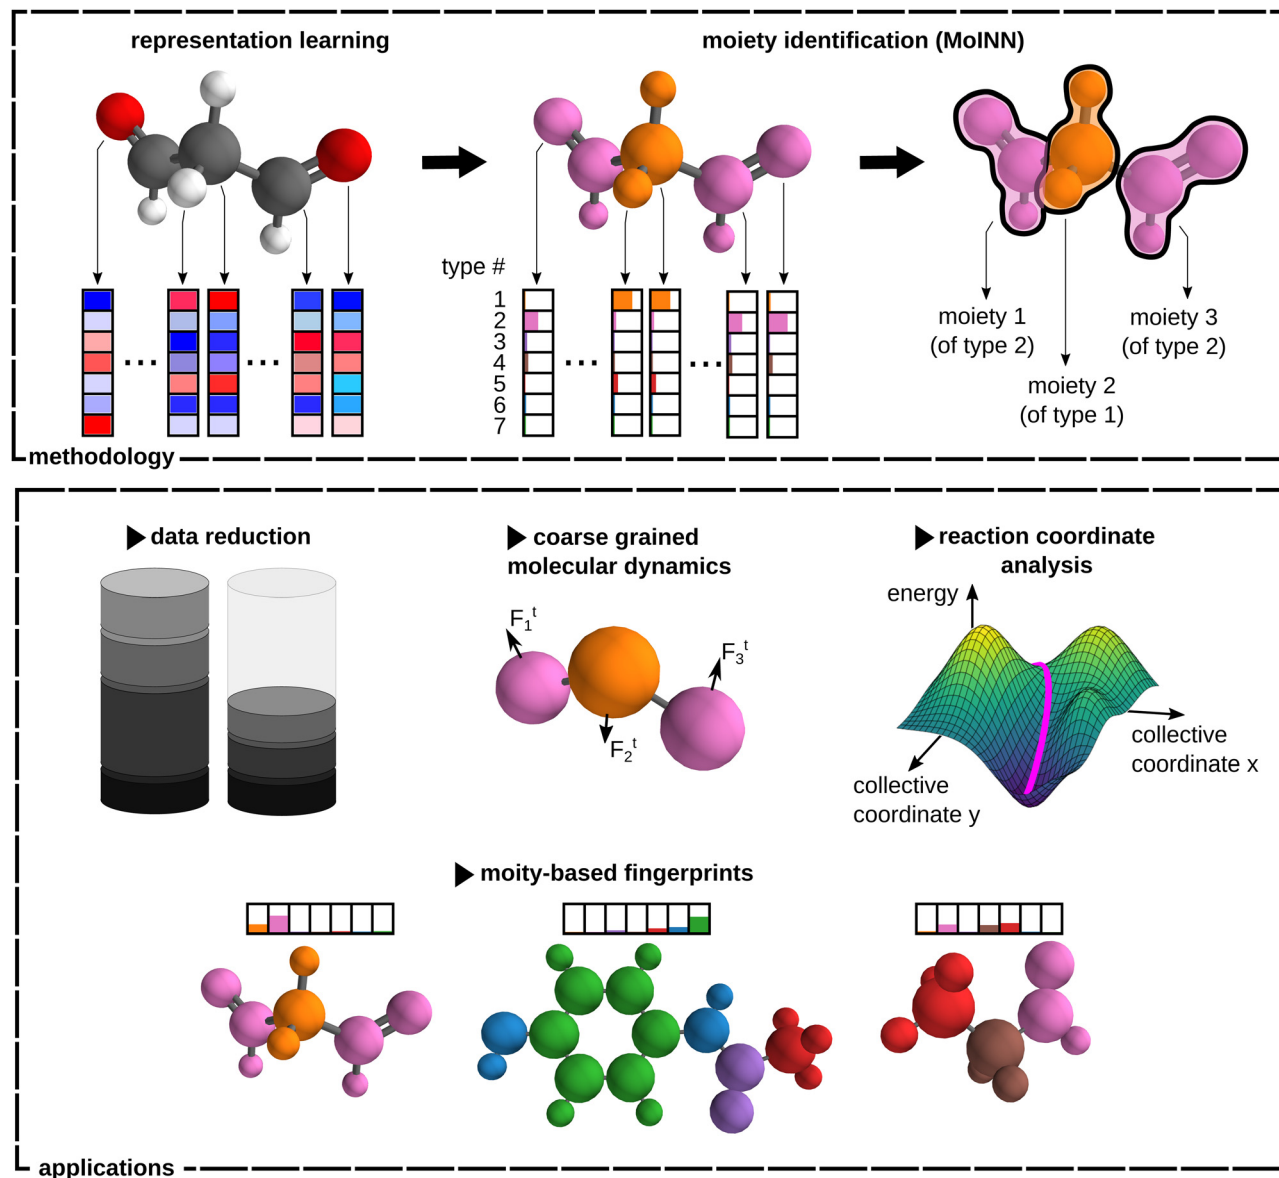 representation learning
moiety identification (MoINN)
type #
1
2
3
4
5
6
7
...
...
...
...
moiety 1
(of type 2)
moiety 2
(of type 1)
moiety 3
(of type 2)
methodology
data reduction
coarse grained
molecular dynamics
F₁ᵗ
F₂ᵗ
F₃ᵗ
reaction coordinate
analysis
energy
collective
coordinate x
collective
coordinate y
moity-based fingerprints
applications